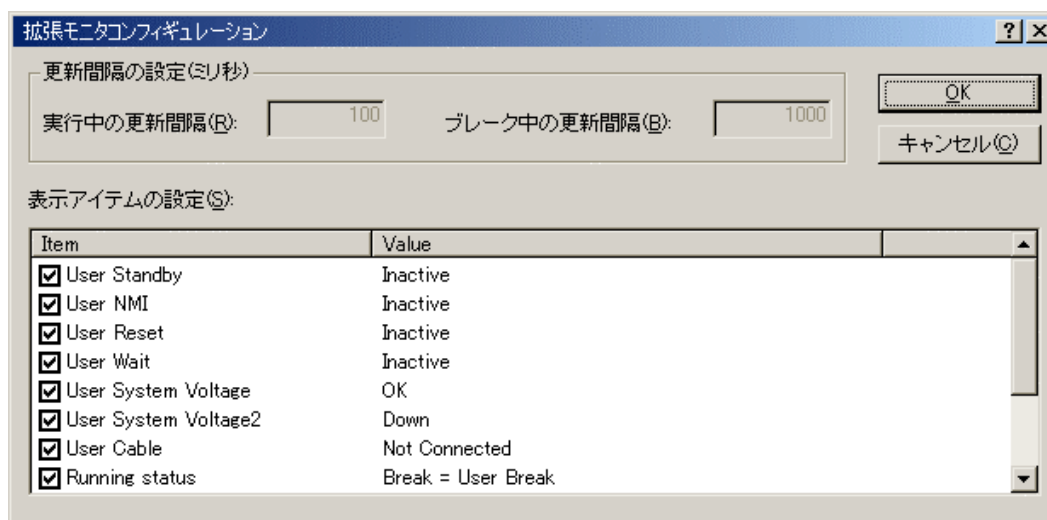 拡張モニタコンフィギュレーション
更新間隔の設定(ミリ秒)
実行中の更新間隔(R): 100 ブレーク中の更新間隔(B): 1000
OK
キャンセル(C)
表示アイテムの設定(S):
Item Value
User Standby Inactive
User NMI Inactive
User Reset Inactive
User Wait Inactive
User System Voltage OK
User System Voltage2 Down
User Cable Not Connected
Running status Break = User Break